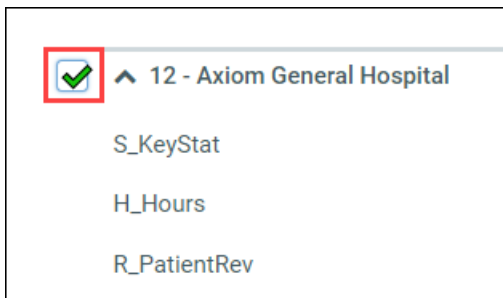 12 - Axiom General Hospital
S_KeyStat
H_Hours
R_PatientRev